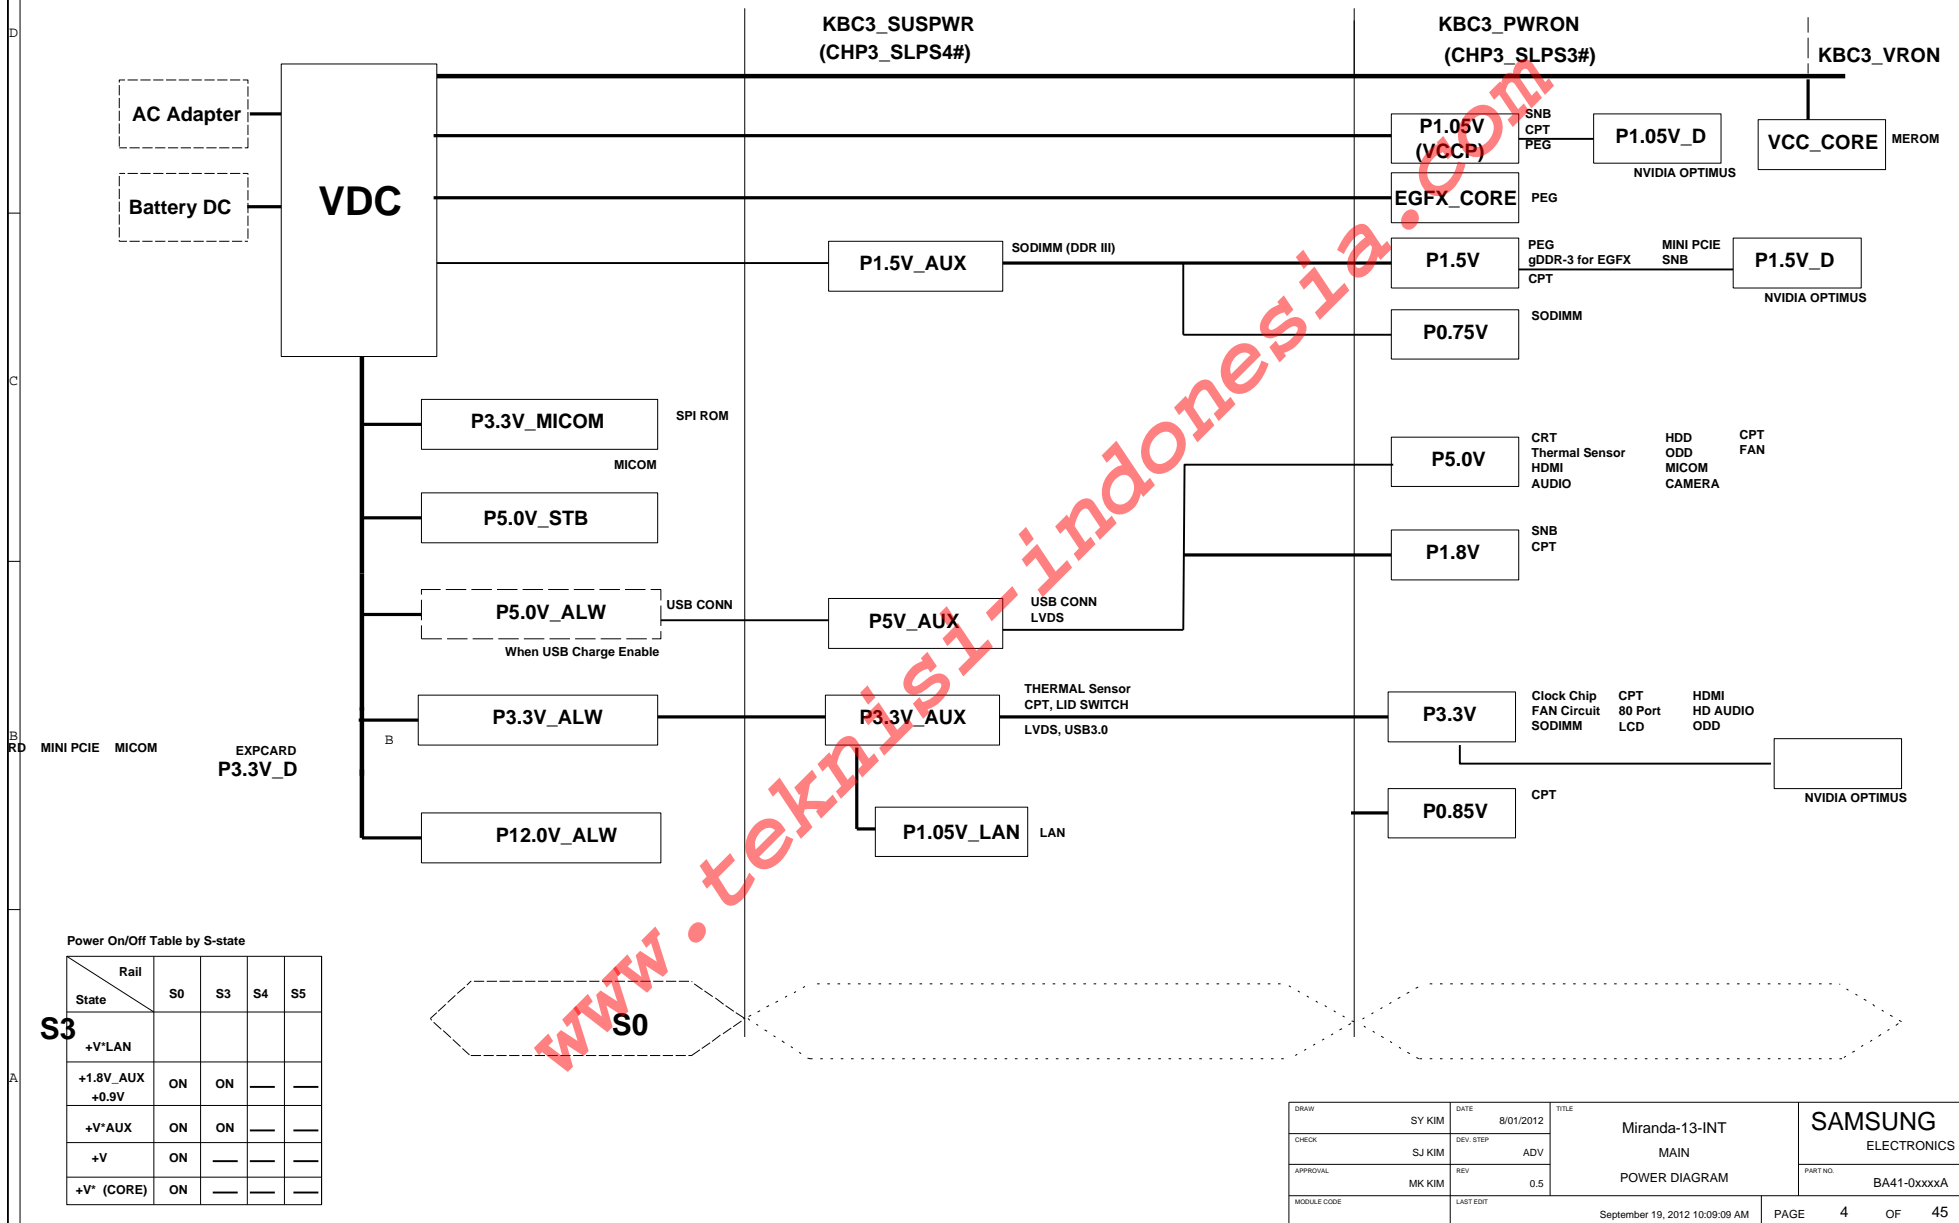 D
KBC3_SUSPWR
(CHP3_SLPS4#)
KBC3_PWRON
(CHP3_SLPS3#)
KBC3_VRON
AC Adapter
Battery DC
VDC
P1.05V
(VCCP)
SNB
CPT
PEG
P1.05V_D
NVIDIA OPTIMUS
VCC_CORE
MEROM
EGFX_CORE
PEG
P1.5V_AUX
SODIMM (DDR III)
P1.5V
PEG
gDDR-3 for EGFX
CPT
MINI PCIE
SNB
P1.5V_D
NVIDIA OPTIMUS
P0.75V
SODIMM
C
P3.3V_MICOM
SPI ROM
MICOM
P5.0V
CRT
Thermal Sensor
HDMI
AUDIO
HDD
ODD
MICOM
CAMERA
CPT
FAN
P5.0V_STB
P1.8V
SNB
CPT
P5.0V_ALW
USB CONN
When USB Charge Enable
P5V_AUX
USB CONN
LVDS
P3.3V_ALW
P3.3V_AUX
THERMAL Sensor
CPT, LID SWITCH
LVDS, USB3.0
P3.3V
Clock Chip
FAN Circuit
SODIMM
CPT
80 Port
LCD
HDMI
HD AUDIO
ODD
B
B
RD MINI PCIE MICOM
EXPCARD
P3.3V_D
NVIDIA OPTIMUS
P12.0V_ALW
P1.05V_LAN
LAN
P0.85V
CPT
www.teknisi-indonesia.com
Power On/Off Table by S-state
Rail
State
S0 S3 S4 S5
S3
+V*LAN
+1.8V_AUX
+0.9V
ON ON — —
+V*AUX ON ON — —
+V ON — — —
+V* (CORE) ON — — —
S0
A
DRAW
SY KIM
DATE
8/01/2012
TITLE
Miranda-13-INT
MAIN
POWER DIAGRAM
SAMSUNG
ELECTRONICS
CHECK
SJ KIM
DEV. STEP
ADV
APPROVAL
MK KIM
REV
0.5
PART NO.
BA41-0xxxxA
MODULE CODE
LAST EDIT
September 19, 2012 10:09:09 AM
PAGE 4 OF 45